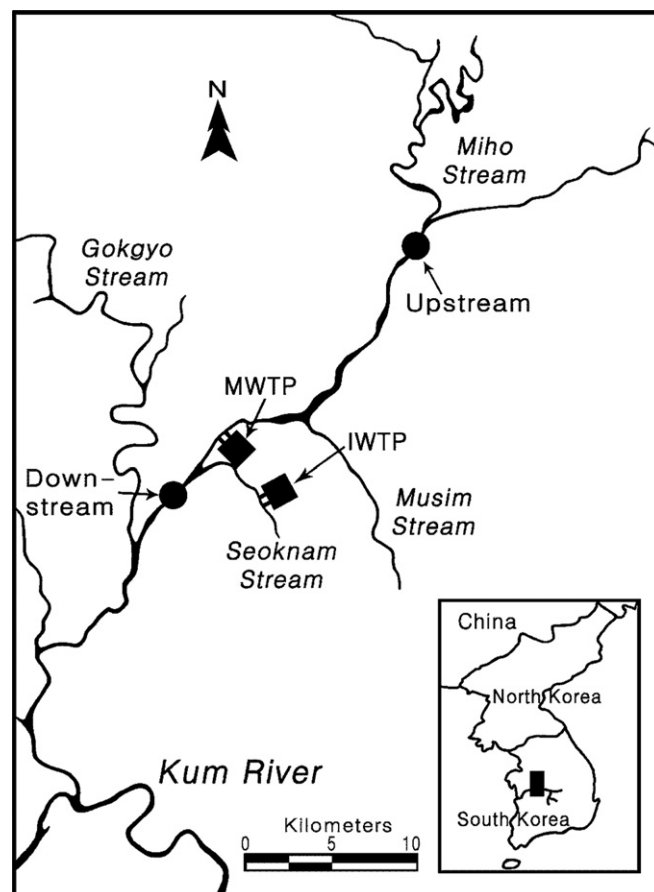 N
Miho
Stream
Gokgyo
Stream
Upstream
MWTP
IWTP
Down-
stream
Musim
Stream
Seoknam
Stream
China
North Korea
Kum River
South Korea
Kilometers
0 5 10